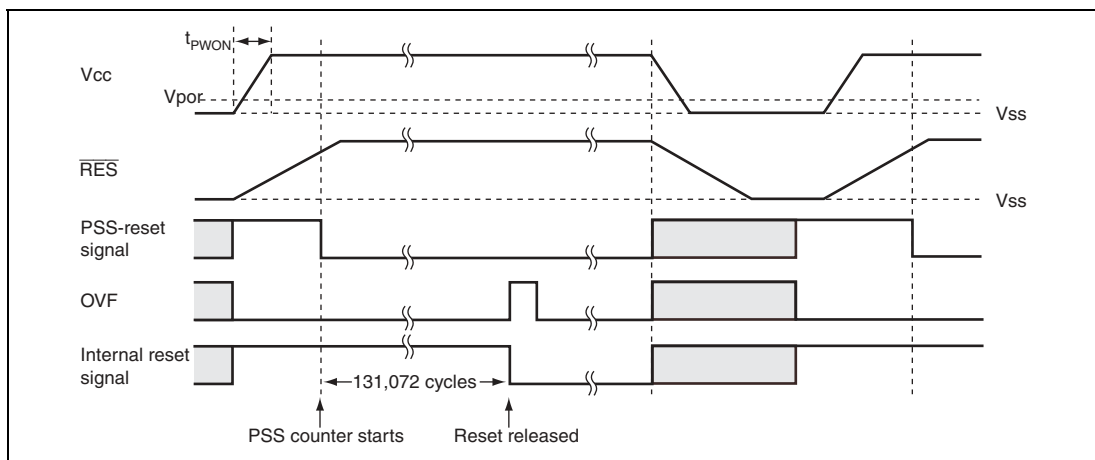 tPWON
Vcc
Vpor
Vss
RES
Vss
PSS-reset
signal
OVF
Internal reset
signal
131,072 cycles
PSS counter starts
Reset released